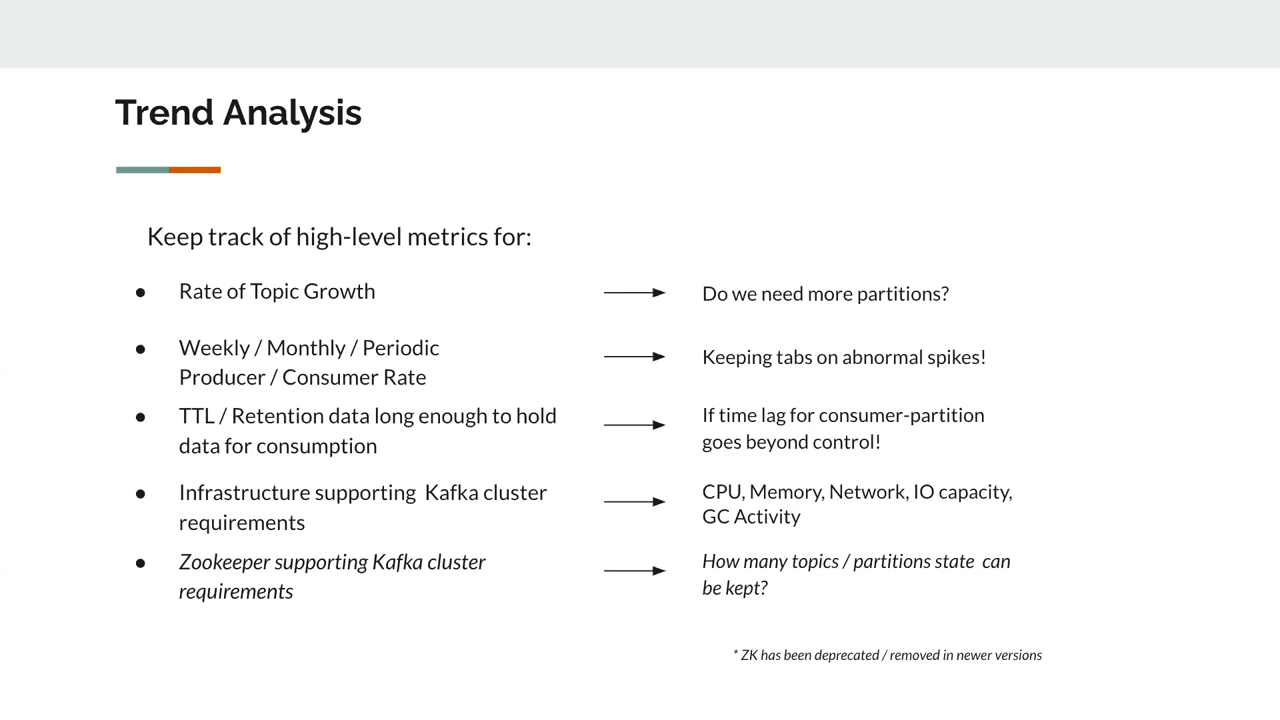 Trend Analysis
Keep track of high-level metrics for:
● Rate of Topic Growth
Do we need more partitions?
● Weekly / Monthly / Periodic
Producer / Consumer Rate
Keeping tabs on abnormal spikes!
● TTL / Retention data long enough to hold
data for consumption
If time lag for consumer-partition
goes beyond control!
● Infrastructure supporting  Kafka cluster
requirements
CPU, Memory, Network, IO capacity,
GC Activity
● Zookeeper supporting Kafka cluster
requirements
How many topics / partitions state  can
be kept?
* ZK has been deprecated / removed in newer versions